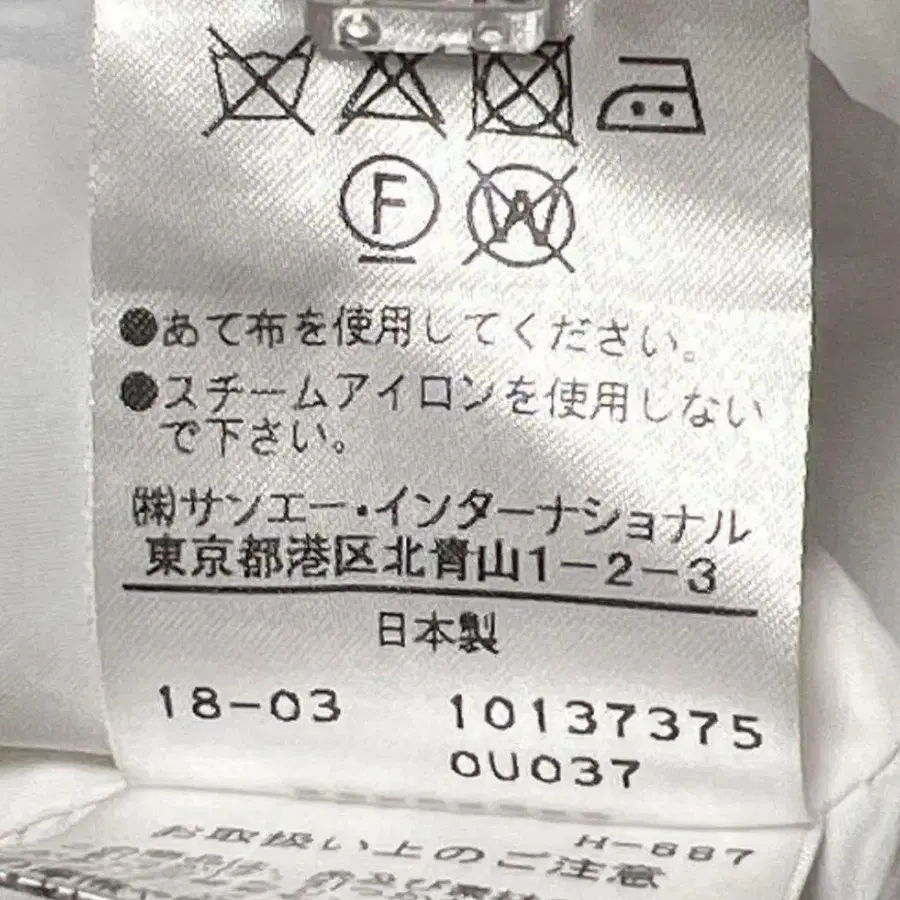 F W
●あて布を使用してください。
●スチームアイロンを使用しない
で下さい。
㈱サンエー・インターナショナル
東京都港区北青山1-2-3
日本製
18-03 10137375
0U037
H-687
お取扱い上のご注意